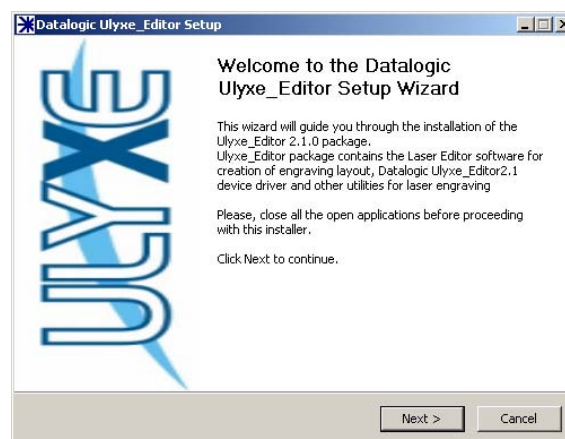 Datalogic Ulyxe_Editor Setup
ULYXE
Welcome to the Datalogic
Ulyxe_Editor Setup Wizard
This wizard will guide you through the installation of the
Ulyxe_Editor 2.1.0 package.
Ulyxe_Editor package contains the Laser Editor software for
creation of engraving layout, Datalogic Ulyxe_Editor2.1
device driver and other utilities for laser engraving
Please, close all the open applications before proceeding
with this installer.
Click Next to continue.
Next >
Cancel